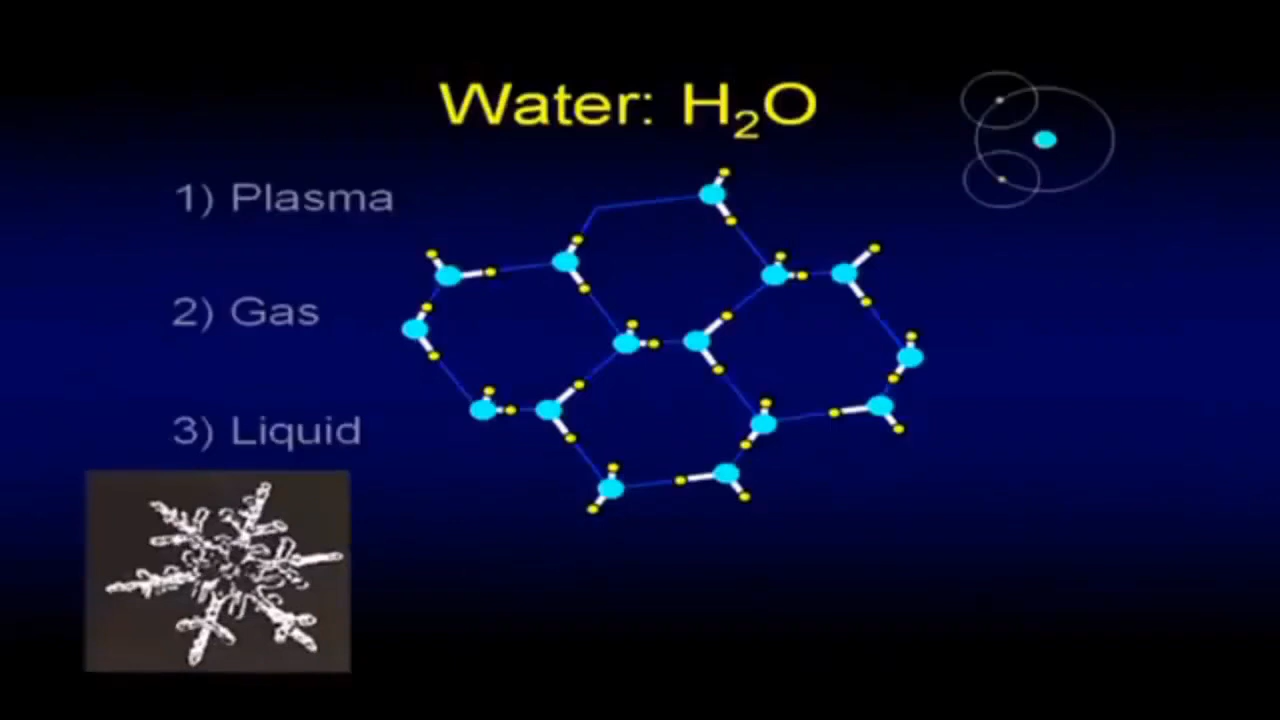 Water: H₂O
1) Plasma
2) Gas
3) Liquid